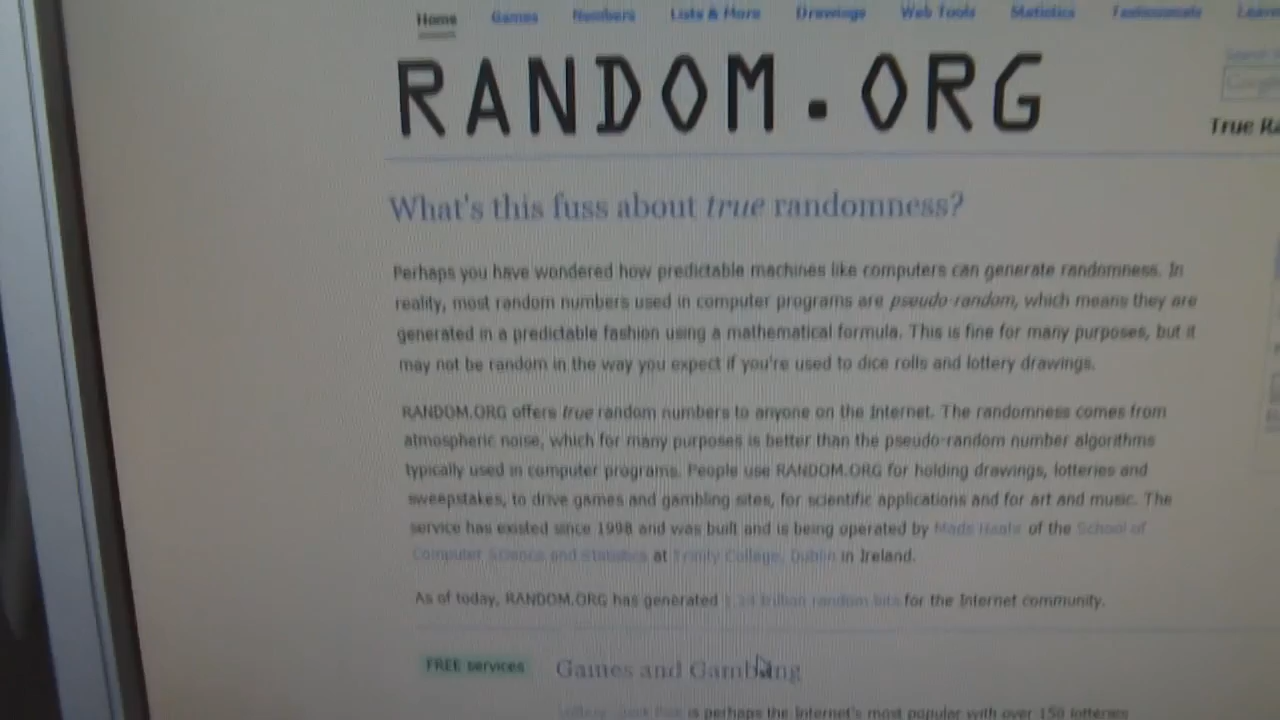 Home Games Numbers Lists & More Drawings Web Tools Statistics Testimonials Learn
RANDOM.ORG
Search
Google
True Ra
What's this fuss about true randomness?
Perhaps you have wondered how predictable machines like computers can generate randomness. In
reality, most random numbers used in computer programs are pseudo-random, which means they are
generated in a predictable fashion using a mathematical formula. This is fine for many purposes, but it
may not be random in the way you expect if you're used to dice rolls and lottery drawings.
RANDOM.ORG offers true random numbers to anyone on the Internet. The randomness comes from
atmospheric noise, which for many purposes is better than the pseudo-random number algorithms
typically used in computer programs. People use RANDOM.ORG for holding drawings, lotteries and
sweepstakes, to drive games and gambling sites, for scientific applications and for art and music. The
service has existed since 1998 and was built and is being operated by Mads Haahr of the School of
Computer Science and Statistics at Trinity College, Dublin in Ireland.
As of today, RANDOM.ORG has generated trillion random bits for the Internet community.
FREE services Games and Gambling
is perhaps the Internet's most popular with over 150 lotteries